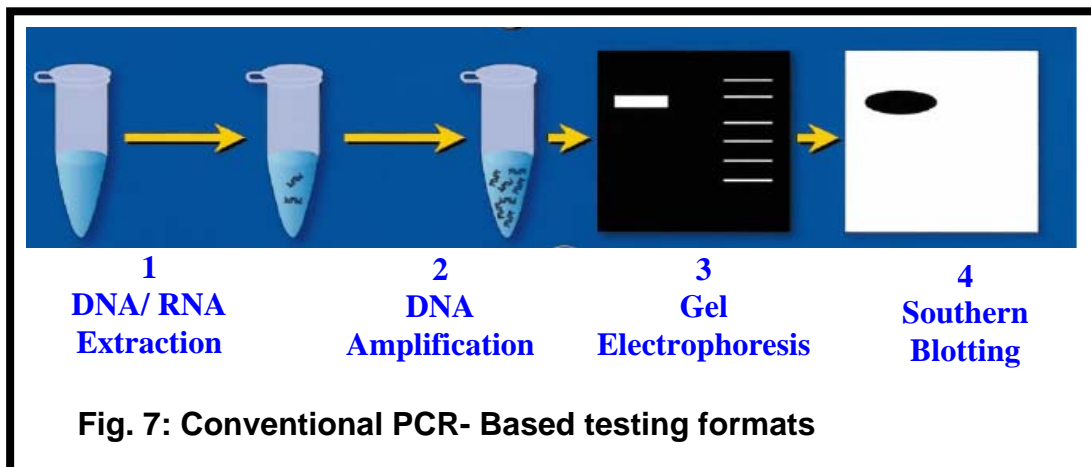 1
DNA/ RNA
Extraction
2
DNA
Amplification
3
Gel
Electrophoresis
4
Southern
Blotting
Fig. 7: Conventional PCR- Based testing formats